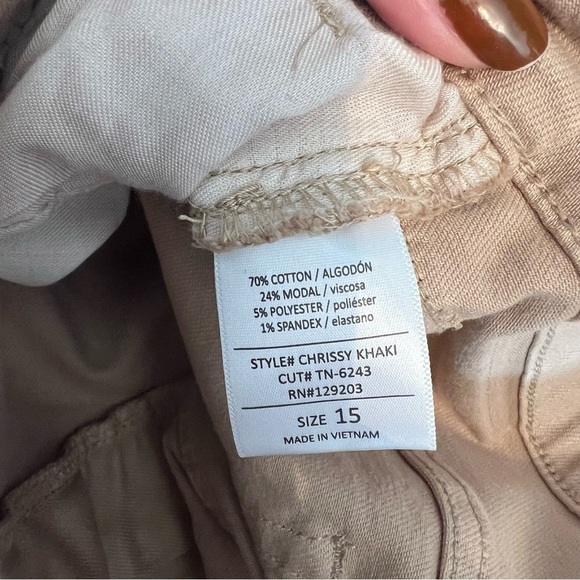 70% COTTON / ALGODÓN
24% MODAL / viscosa
5% POLYESTER / poliéster
1% SPANDEX / elastano
STYLE# CHRISSY KHAKI
CUT# TN-6243
RN#129203
SIZE 15
MADE IN VIETNAM